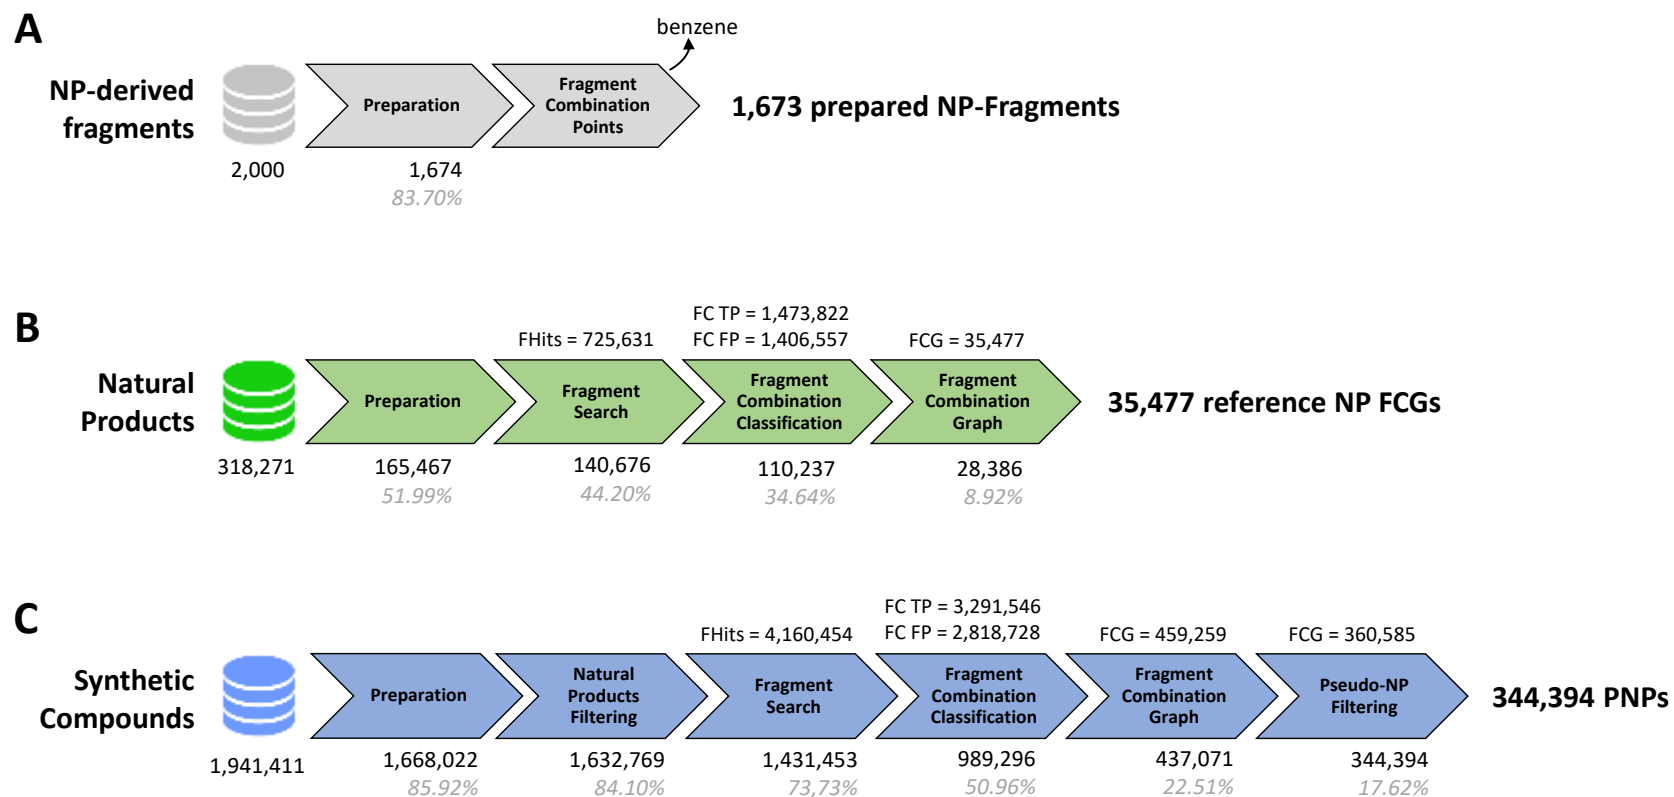 A
benzene
NP-derived
fragments
Preparation
Fragment
Combination
Points
1,673 prepared NP-Fragments
2,000
1,674
83.70%
B
FC TP = 1,473,822
FHits = 725,631
FC FP = 1,406,557
FCG = 35,477
Natural
Products
Preparation
Fragment
Search
Fragment
Combination
Classification
Fragment
Combination
Graph
35,477 reference NP FCGs
318,271
165,467
51.99%
140,676
44.20%
110,237
34.64%
28,386
8.92%
C
FC TP = 3,291,546
FHits = 4,160,454
FC FP = 2,818,728
FCG = 459,259
FCG = 360,585
Synthetic
Compounds
Preparation
Natural
Products
Filtering
Fragment
Search
Fragment
Combination
Classification
Fragment
Combination
Graph
Pseudo-NP
Filtering
344,394 PNPs
1,941,411
1,668,022
85.92%
1,632,769
84.10%
1,431,453
73,73%
989,296
50.96%
437,071
22.51%
344,394
17.62%